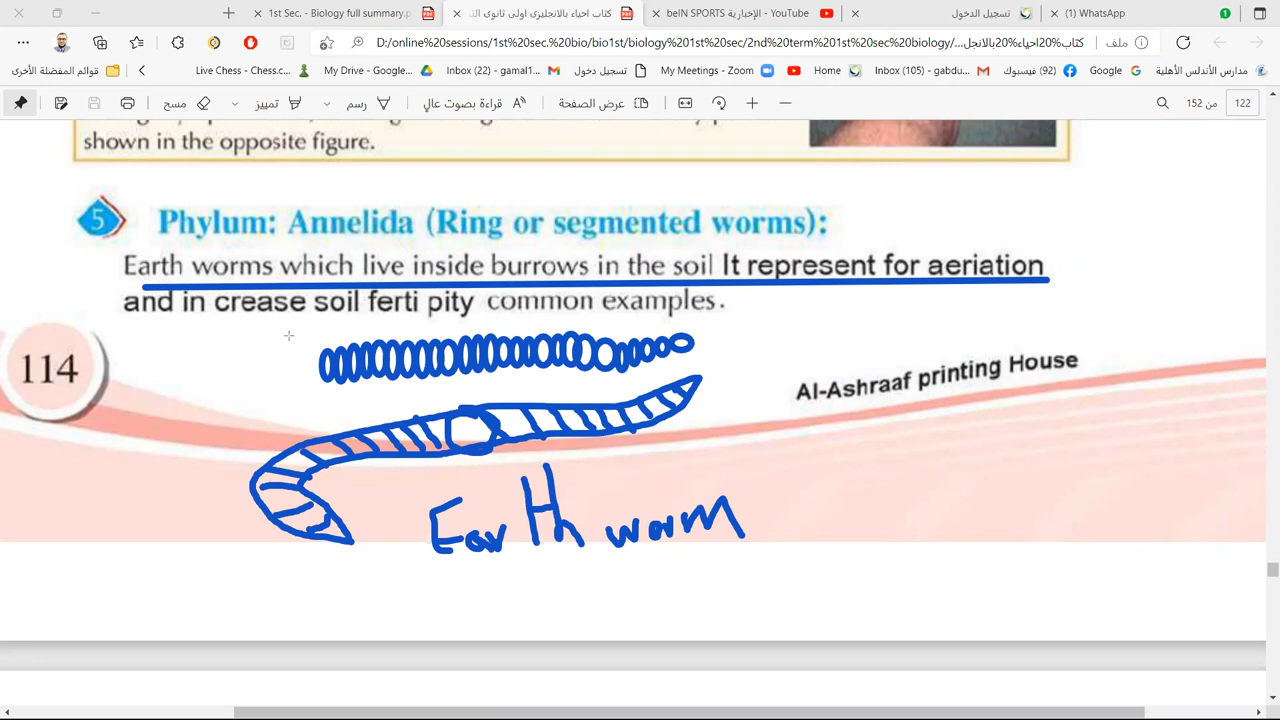 1st Sec. - Biology full summary.p
كتاب احياء بالانجليزى اولى ثانوى الت
beIN SPORTS الإخبارية - YouTube
تسجيل الدخول
(1) WhatsApp
ملف
D:/online%20sessions/1st%20sec.%20bio/bio1st/biology%201st%20sec/2nd%20term%201st%20sec%20biology/كتاب%20احياء%20بالانجل...
قوائم المفضلة الأخرى
Live Chess - Chess.c...
My Drive - Google...
Inbox (22) - gamal1...
تسجيل دخول
My Meetings - Zoom
Home
Inbox (105) - gabdu...
(92) فيسبوك
Google
مدارس الأندلس الأهلية
مسح
تمييز
رسم
قراءة بصوت عالٍ
عرض الصفحة
من 152
122
shown in the opposite figure.
5 Phylum: Annelida (Ring or segmented worms):
Earth worms which live inside burrows in the soil It represent for aeriation
and in crease soil ferti pity common examples.
114
Al-Ashraaf printing House
Earth worm